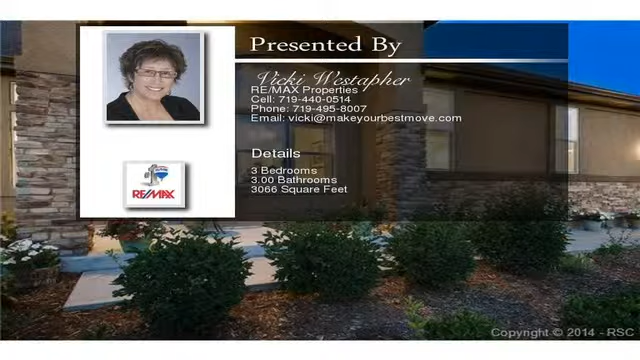 Presented By
Vicki Westapher
RE/MAX Properties
Cell: 719-440-0514
Phone: 719-495-8007
Email: vicki@makeyourbestmove.com
Details
3 Bedrooms
3.00 Bathrooms
3066 Square Feet
RE/MAX
Copyright © 2014 - RSC